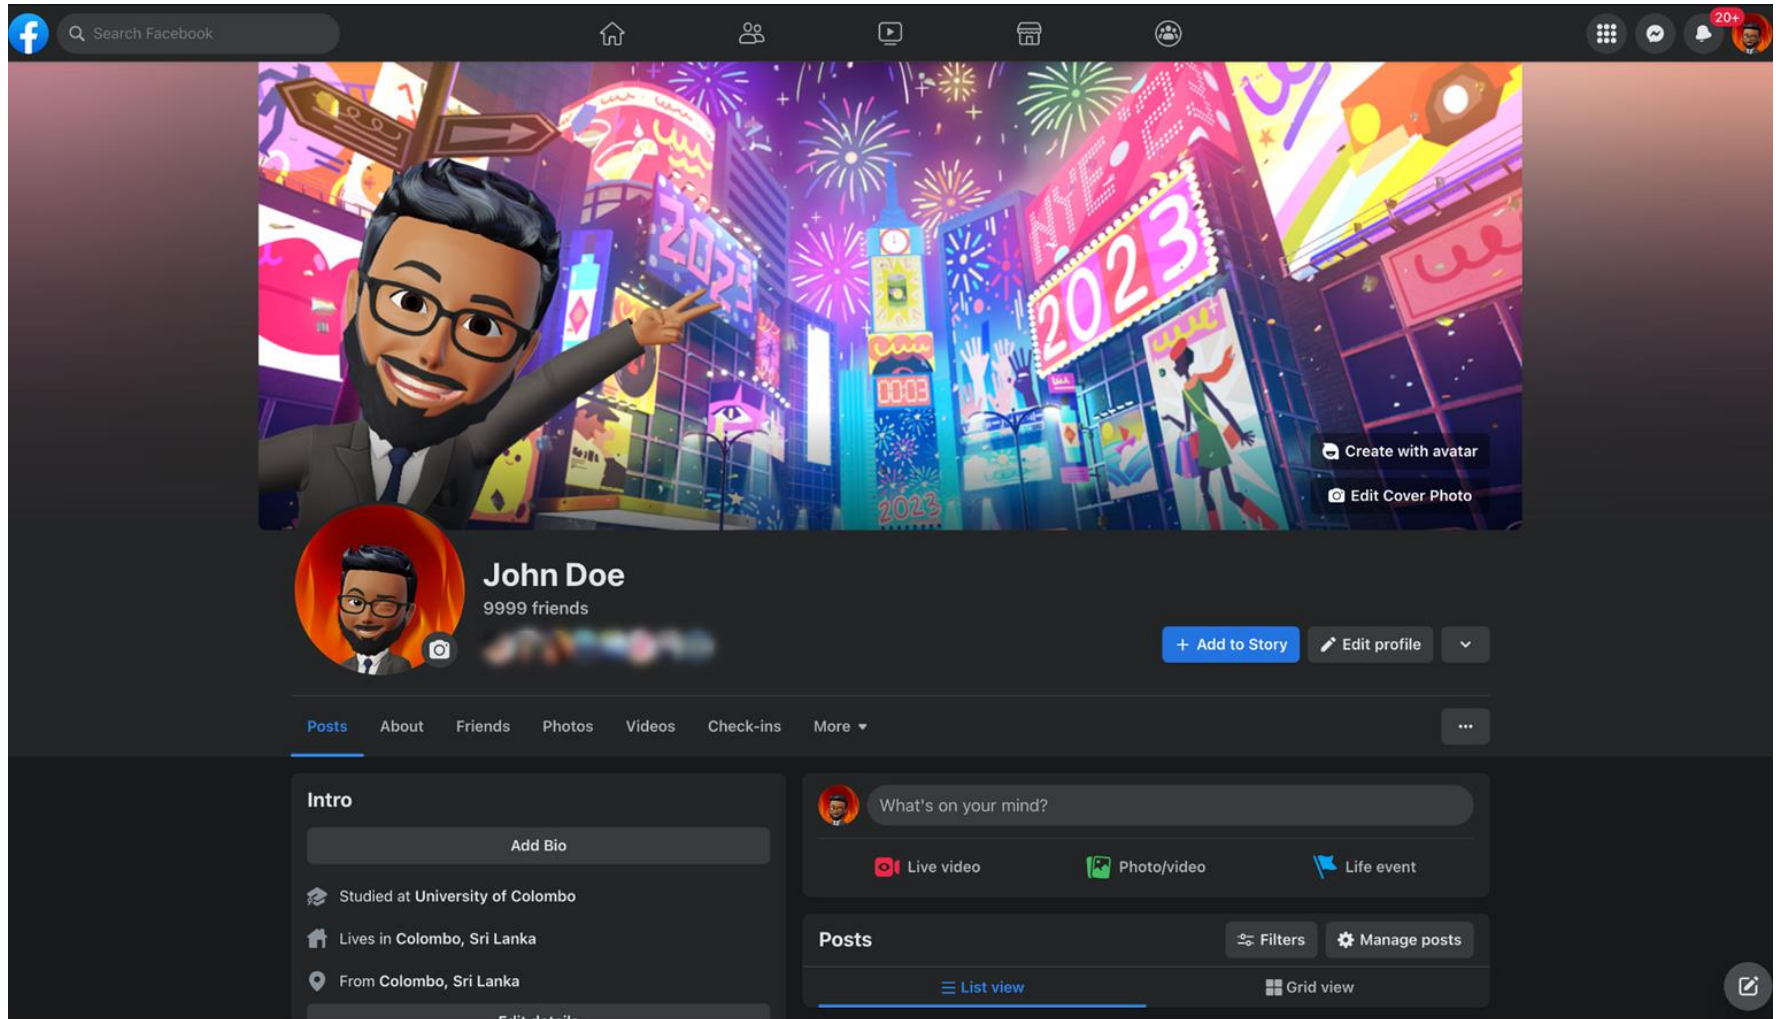 Search Facebook
20+
2023
NYE
2023
00:03
2023
Create with avatar
Edit Cover Photo
John Doe
9999 friends
+ Add to Story
Edit profile
Posts
About
Friends
Photos
Videos
Check-ins
More
Intro
Add Bio
Studied at University of Colombo
Lives in Colombo, Sri Lanka
From Colombo, Sri Lanka
Edit details
What's on your mind?
Live video
Photo/video
Life event
Posts
Filters
Manage posts
List view
Grid view